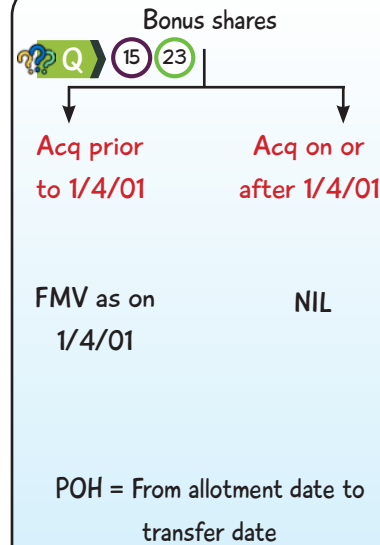 Bonus shares
??? Q 15 23
Acq prior
to 1/4/01
Acq on or
after 1/4/01
FMV as on
1/4/01
NIL
POH = From allotment date to
transfer date